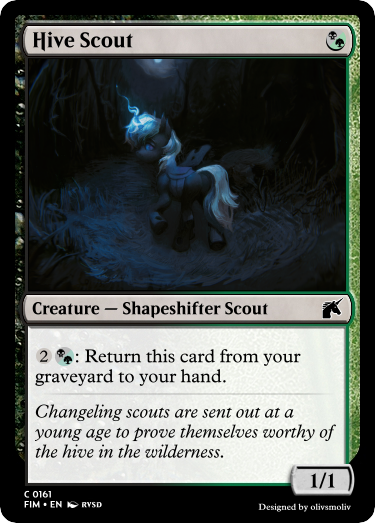 Hive Scout
Creature — Shapeshifter Scout
2 : Return this card from your
graveyard to your hand.
Changeling scouts are sent out at a
young age to prove themselves worthy of
the hive in the wilderness.
1/1
C 0161
FIM • EN RVSD
Designed by olivsmoliv